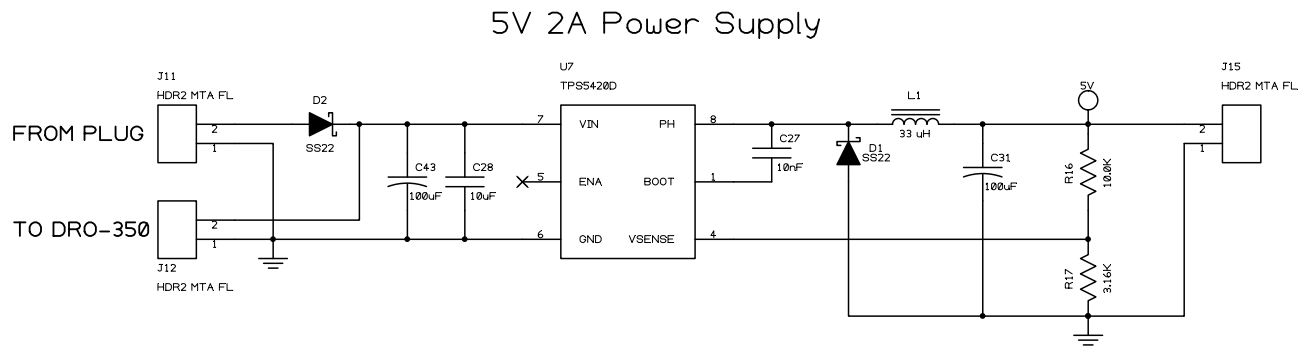 5V 2A Power Supply
J11
HDR2 MTA FL
FROM PLUG
2
1
D2
SS22
TO DRO-350
2
1
J12
HDR2 MTA FL
C43
100uF
C28
10uF
U7
TPS5420D
7 VIN PH 8
5 ENA BOOT 1
6 GND VSENSE 4
C27
10nF
D1
SS22
L1
33 uH
C31
100uF
5V
R16
10.0K
R17
3.16K
J15
HDR2 MTA FL
2
1